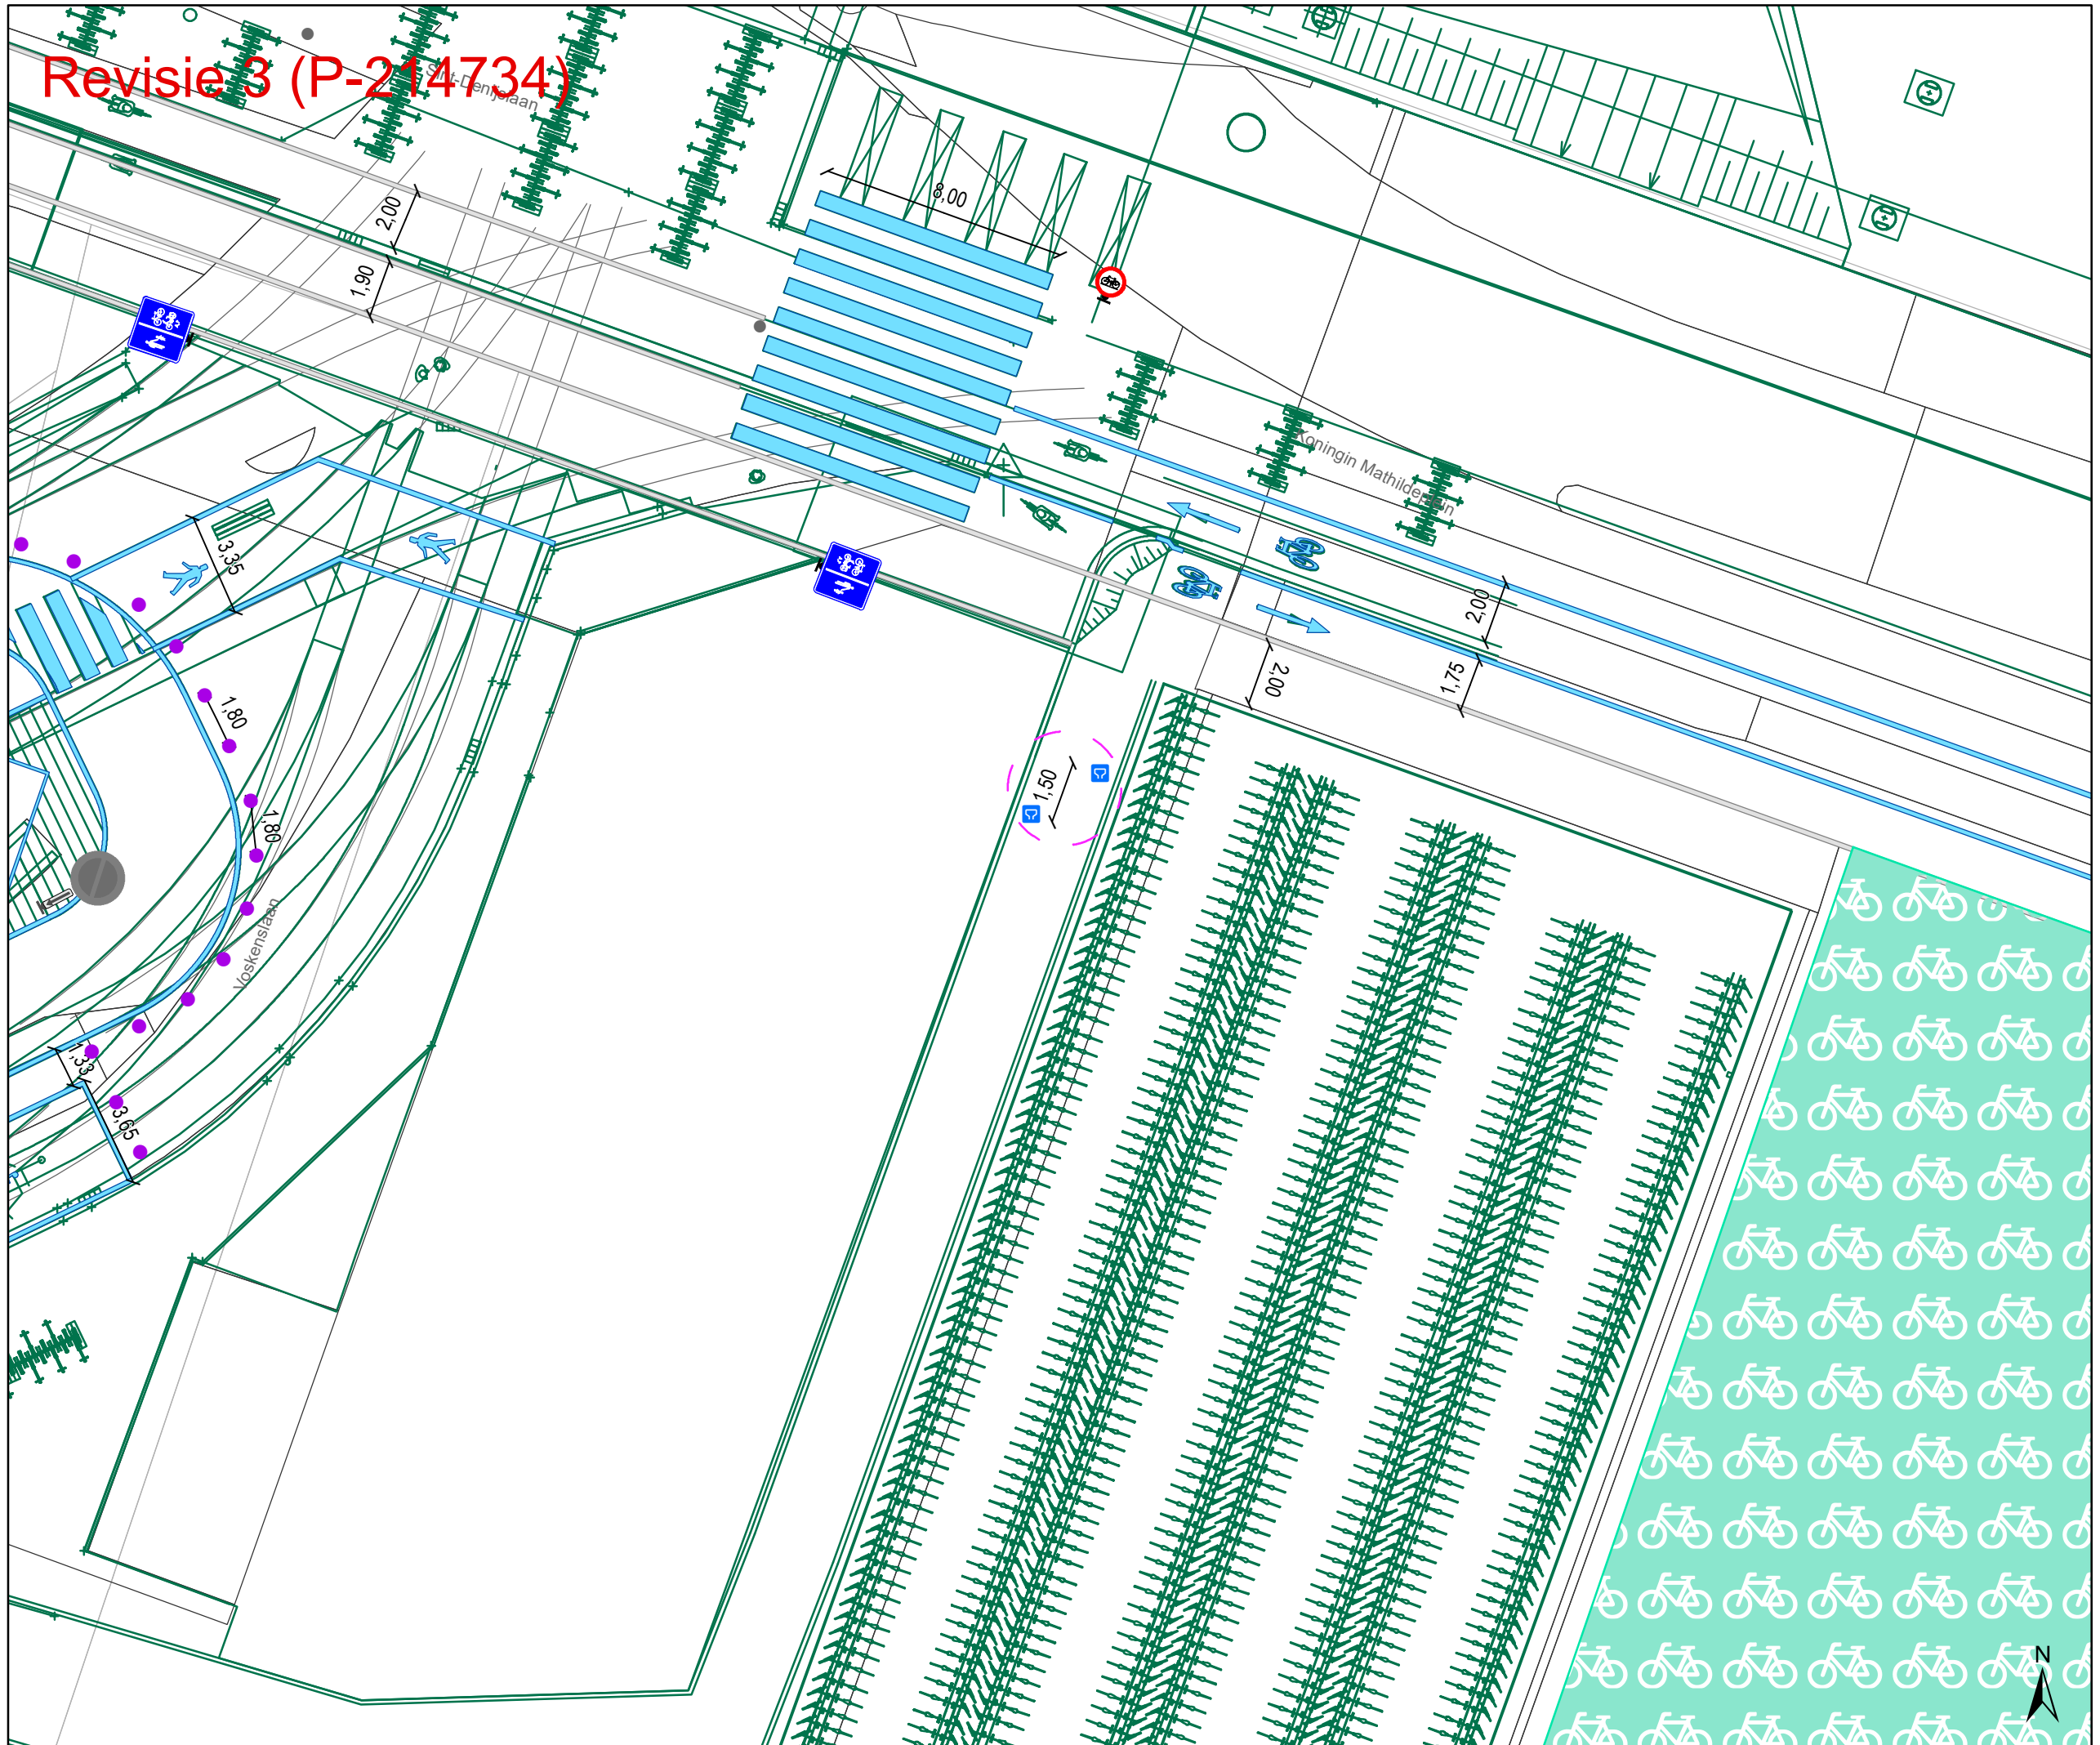 Revisie 3 (P-214734)
Sint-Denijslaan
2,00
8,00
1,90
Koningin Mathildeplein
3,35
2,00
2,00
1,75
1,80
1,50
1,80
Voskenslaan
1,33
3,65
N